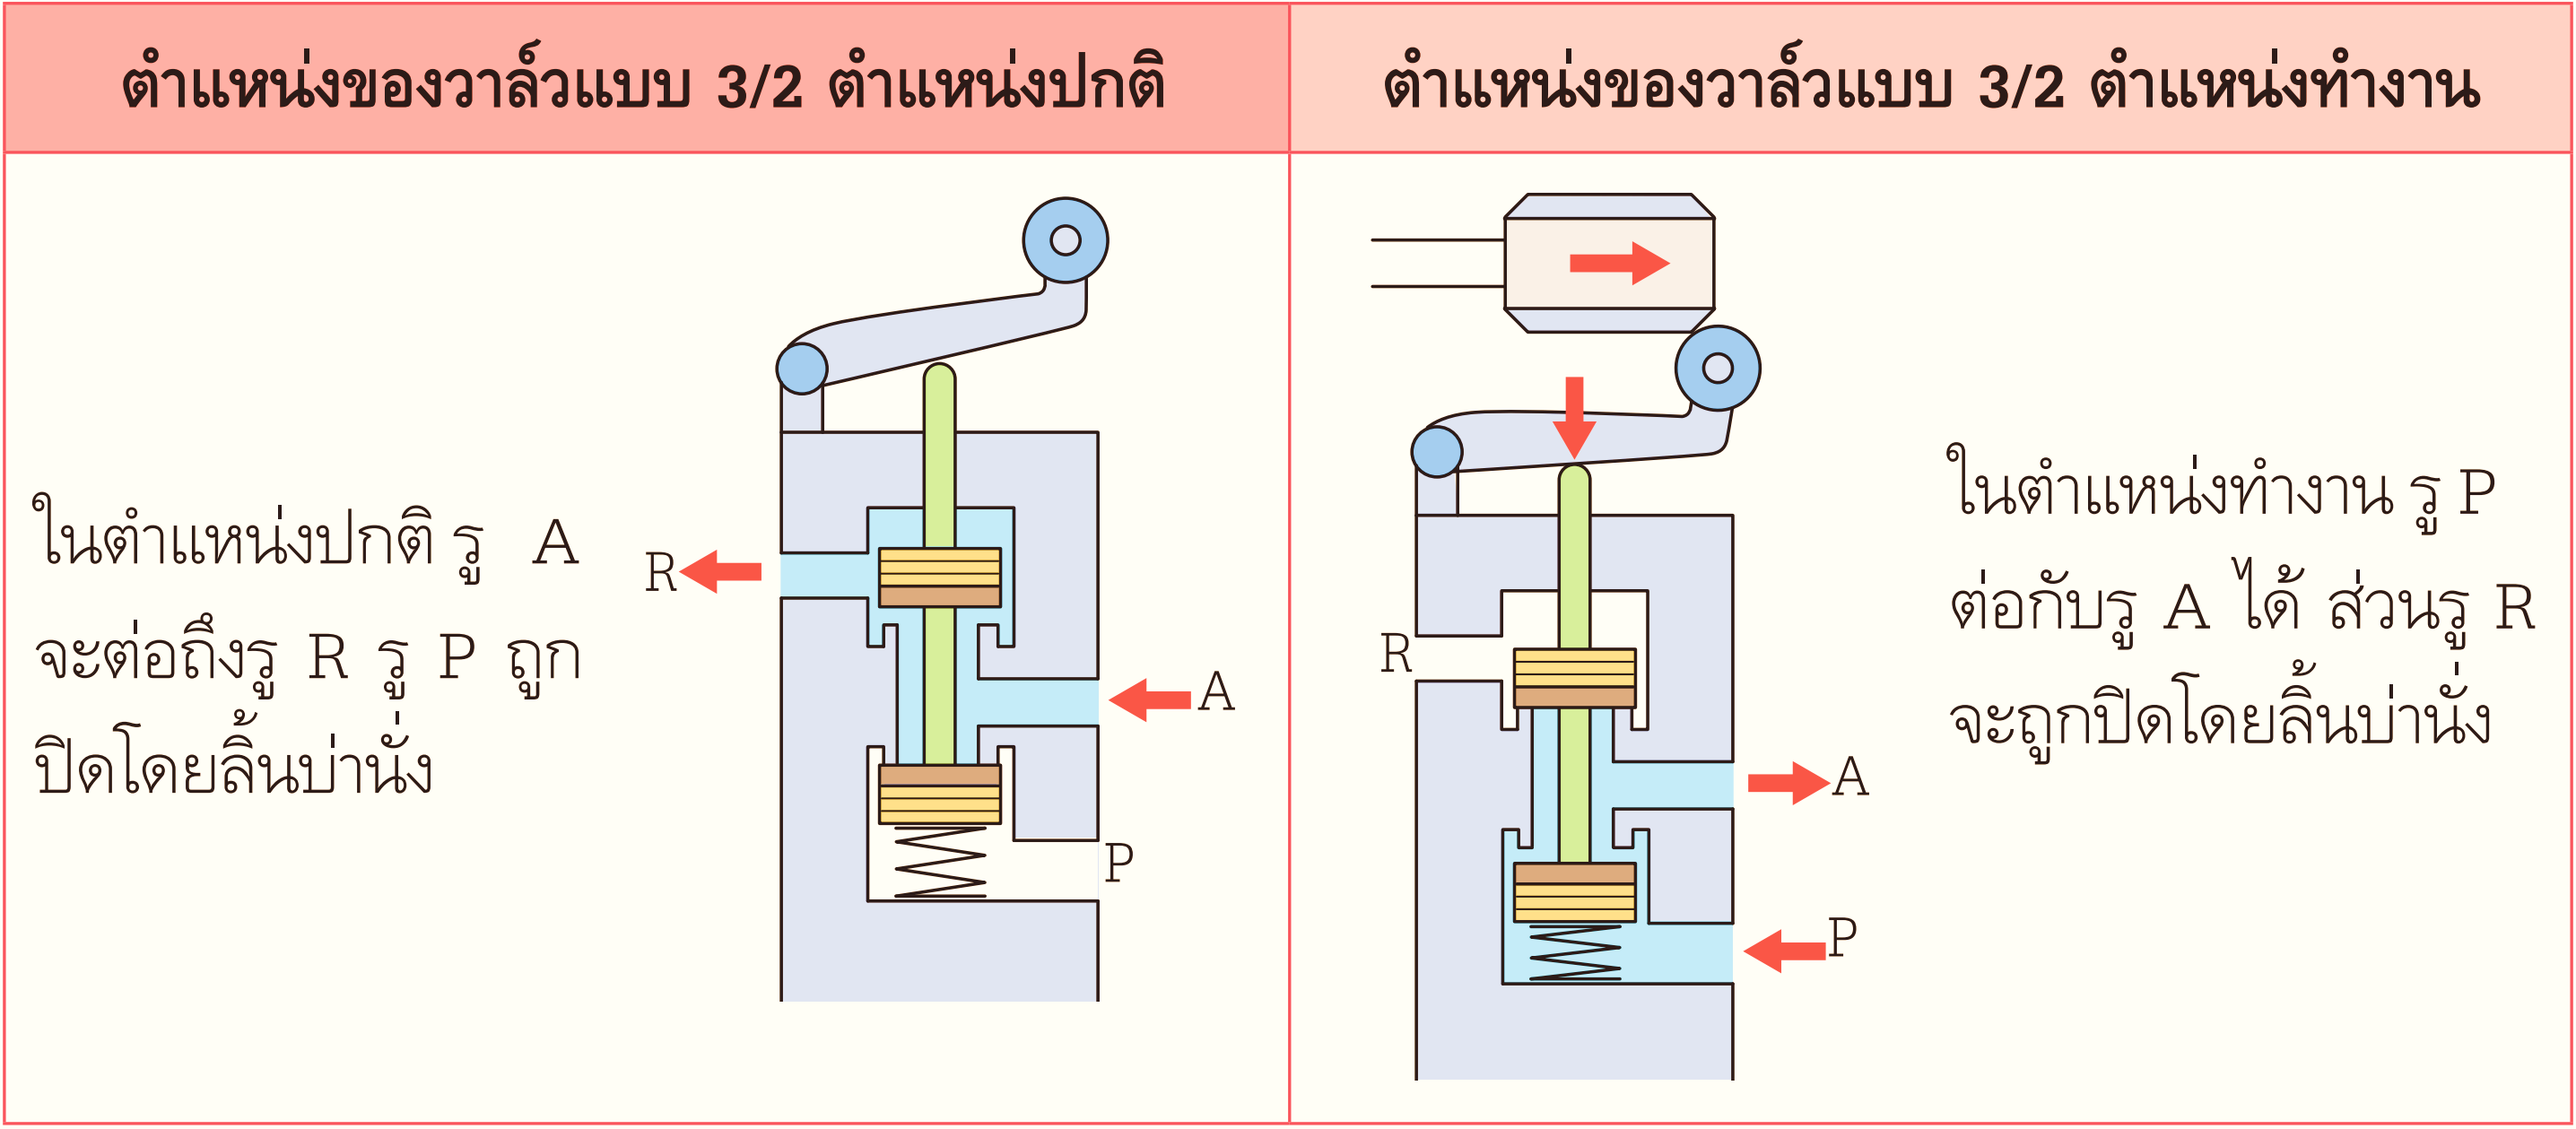 ตำแหน่งของวาล์วแบบ 3/2 ตำแหน่งปกติ
ตำแหน่งของวาล์วแบบ 3/2 ตำแหน่งทำงาน
ในตำแหน่งปกติ รู A
จะต่อถึงรู R รู P ถูก
ปิดโดยลิ้นบ่านั่ง
R
A
P
R
A
P
ในตำแหน่งทำงาน รู P
ต่อกับรู A ได้ ส่วนรู R
จะถูกปิดโดยลิ้นบ่านั่ง